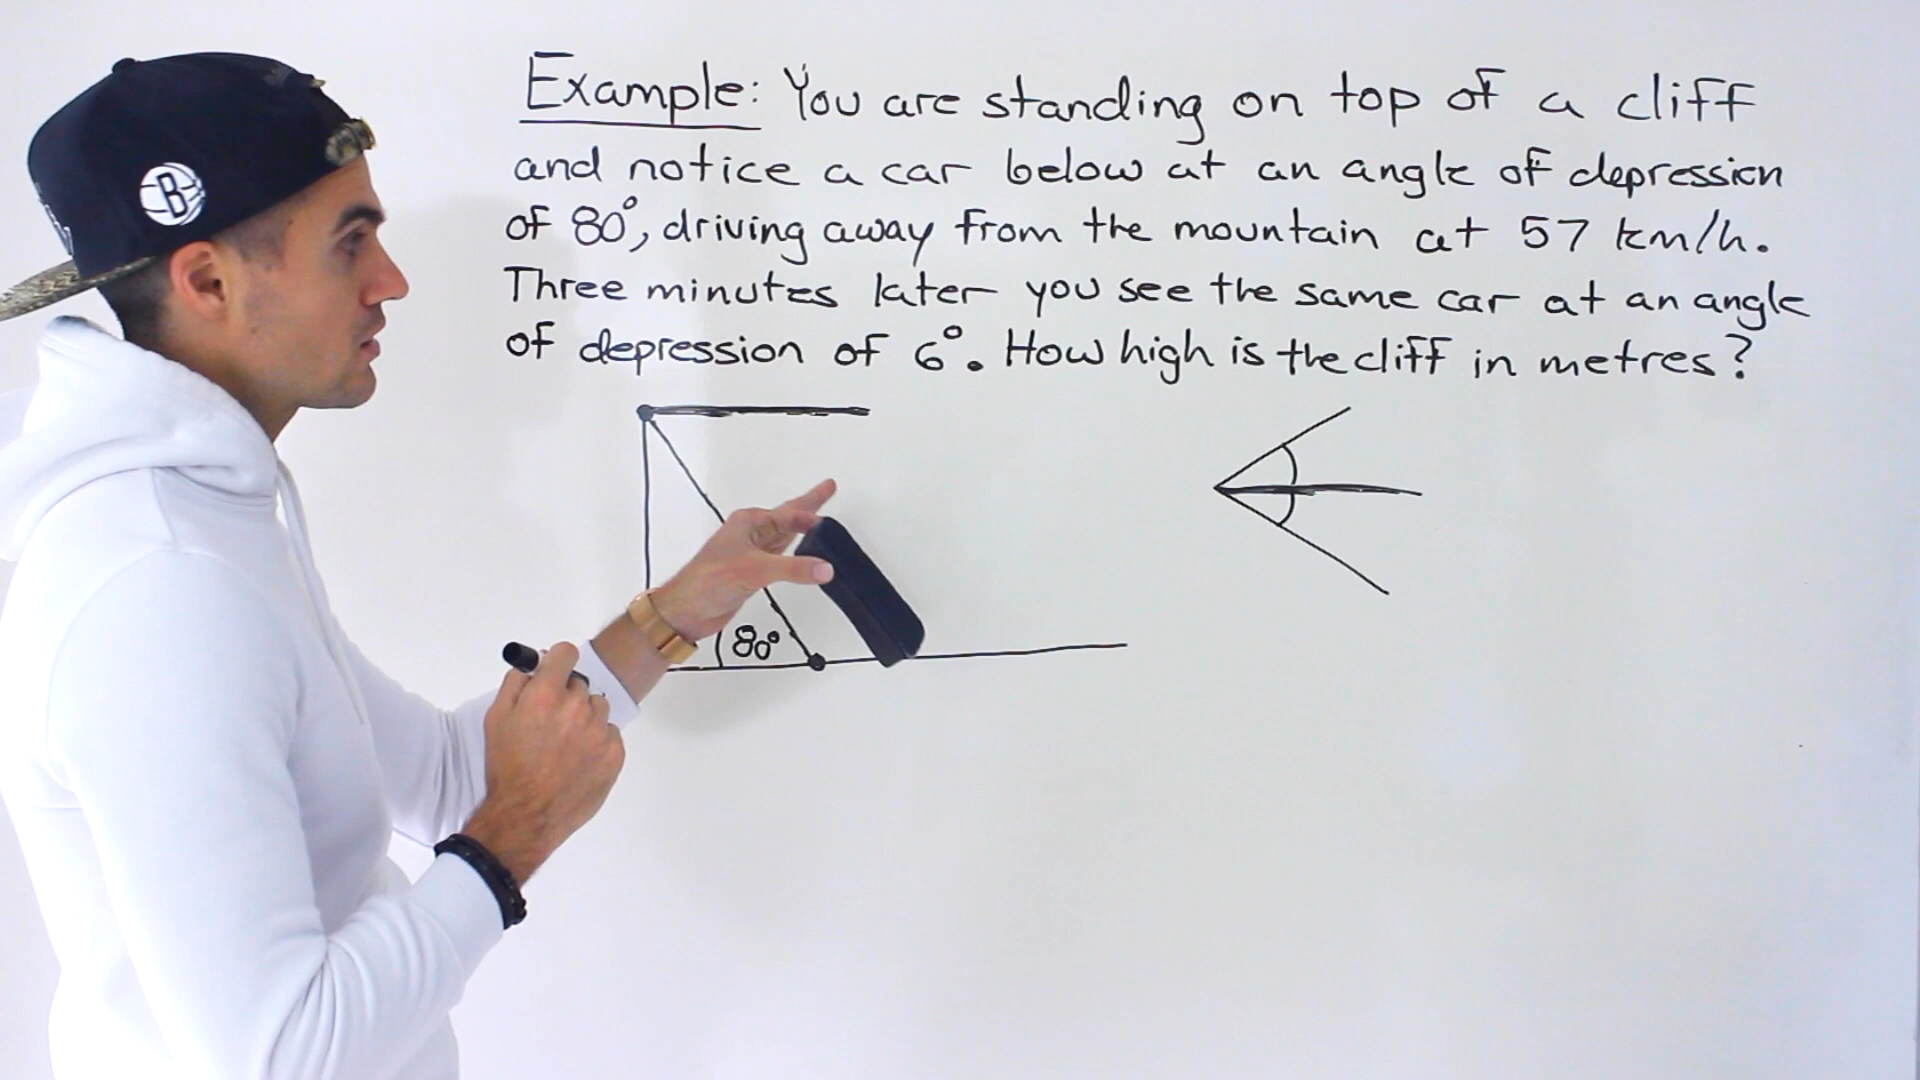 Example: You are standing on top of a cliff
and notice a car below at an angle of depression
of 80°, driving away from the mountain at 57 km/h.
Three minutes later you see the same car at an angle
of depression of 6°. How high is the cliff in metres?
80°
B